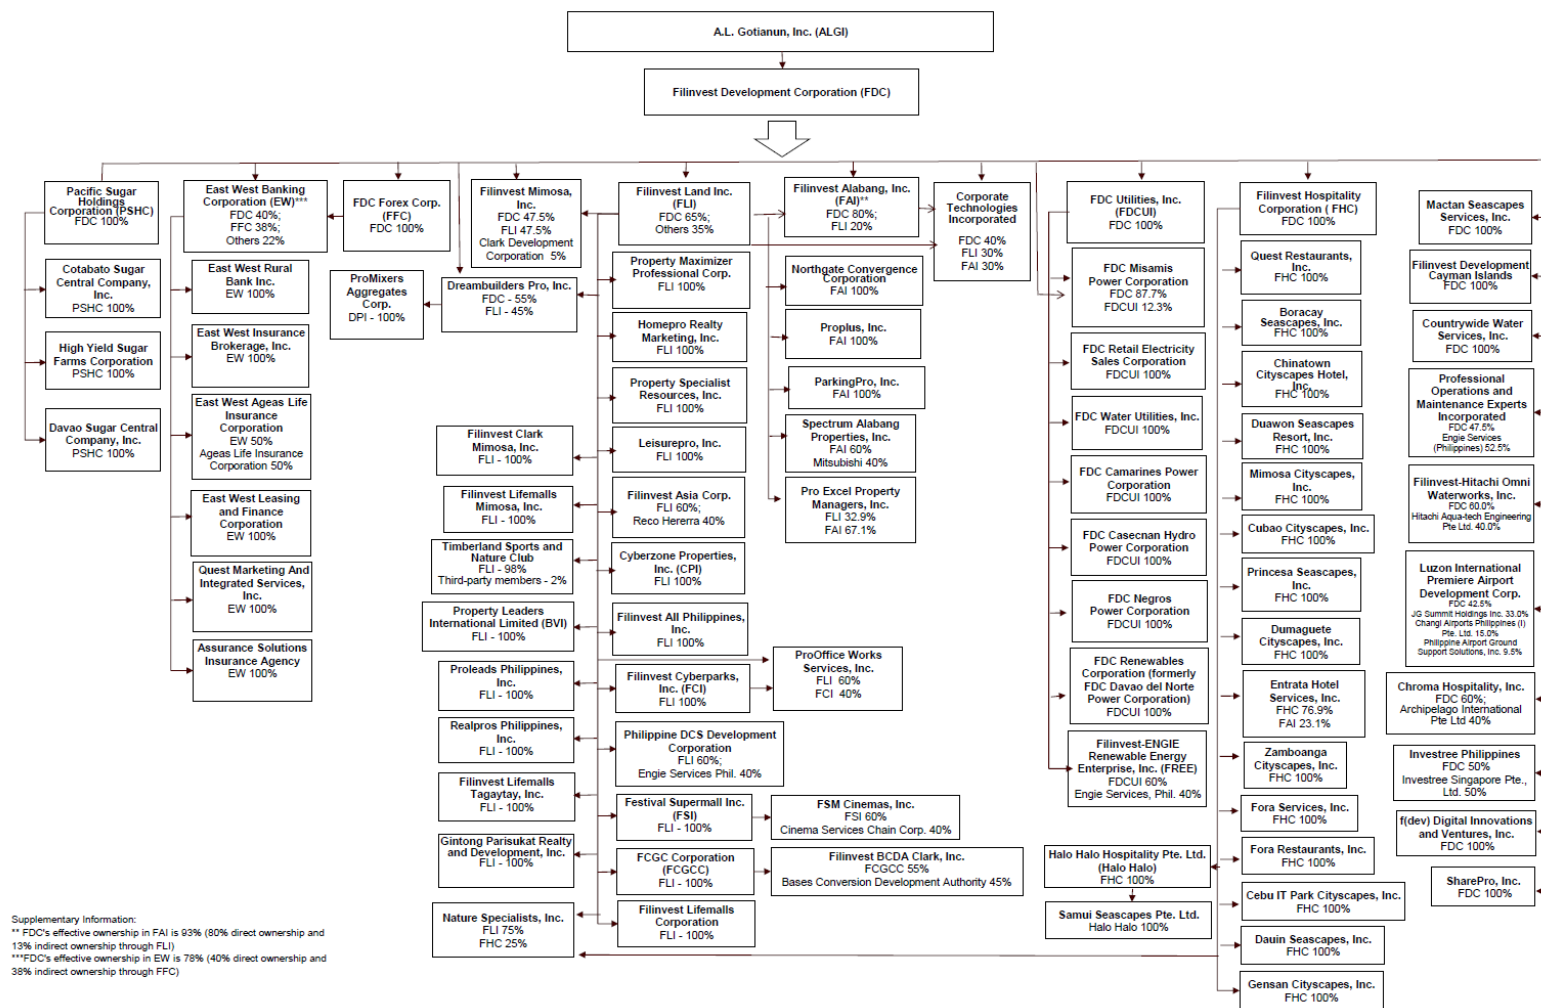 A.L. Gotianun, Inc. (ALGI)
Filinvest Development Corporation (FDC)
Pacific Sugar
Holdings
Corporation (PSHC)
FDC 100%
Cotabato Sugar
Central Company,
Inc.
PSHC 100%
High Yield Sugar
Farms Corporation
PSHC 100%
Davao Sugar Central
Company, Inc.
PSHC 100%
East West Banking
Corporation (EW)***
FDC 40%;
FFC 38%;
Others 22%
East West Rural
Bank Inc.
EW 100%
East West Insurance
Brokerage, Inc.
EW 100%
East West Ageas Life
Insurance
Corporation
EW 50%
Ageas Life Insurance
Corporation 50%
East West Leasing
and Finance
Corporation
EW 100%
Quest Marketing And
Integrated Services,
Inc.
EW 100%
Assurance Solutions
Insurance Agency
EW 100%
FDC Forex Corp.
(FFC)
FDC 100%
ProMixers
Aggregates
Corp.
DPI - 100%
Filinvest Mimosa,
Inc.
FDC 47.5%
FLI 47.5%
Clark Development
Corporation 5%
Dreambuilders Pro, Inc.
FDC - 55%
FLI - 45%
Filinvest Clark
Mimosa, Inc.
FLI - 100%
Filinvest Lifemalls
Mimosa, Inc.
FLI - 100%
Timberland Sports and
Nature Club
FLI - 98%
Third-party members - 2%
Property Leaders
International Limited (BVI)
FLI - 100%
Proleads Philippines,
Inc.
FLI - 100%
Realpros Philippines,
Inc.
FLI - 100%
Filinvest Lifemalls
Tagaytay, Inc.
FLI - 100%
Gintong Parisukat Realty
and Development, Inc.
FLI - 100%
Nature Specialists, Inc.
FLI 75%
FHC 25%
Filinvest Land Inc.
(FLI)
FDC 65%;
Others 35%
Property Maximizer
Professional Corp.
FLI 100%
Homepro Realty
Marketing, Inc.
FLI 100%
Property Specialist
Resources, Inc.
FLI 100%
Leisurepro, Inc.
FLI 100%
Filinvest Asia Corp.
FLI 60%;
Reco Hererra 40%
Cyberzone Properties,
Inc. (CPI)
FLI 100%
Filinvest All Philippines,
Inc.
FLI 100%
Filinvest Cyberparks,
Inc. (FCI)
FLI 100%
Philippine DCS Development
Corporation
FLI 60%;
Engie Services Phil. 40%
Festival Supermall Inc.
(FSI)
FLI - 100%
FCGC Corporation
(FCGCC)
FLI - 100%
Filinvest Lifemalls
Corporation
FLI - 100%
Filinvest Alabang, Inc.
(FAI)**
FDC 80%;
FLI 20%
Northgate Convergence
Corporation
FAI 100%
Proplus, Inc.
FAI 100%
ParkingPro, Inc.
FAI 100%
Spectrum Alabang
Properties, Inc.
FAI 60%
Mitsubishi 40%
Pro Excel Property
Managers, Inc.
FLI 32.9%
FAI 67.1%
ProOffice Works
Services, Inc.
FLI 60%
FCI 40%
FSM Cinemas, Inc.
FSI 60%
Cinema Services Chain Corp. 40%
Filinvest BCDA Clark, Inc.
FCGCC 55%
Bases Conversion Development Authority 45%
Corporate
Technologies
Incorporated
FDC 40%
FLI 30%
FAI 30%
FDC Utilities, Inc.
(FDCUI)
FDC 100%
FDC Misamis
Power Corporation
FDC 87.7%
FDCUI 12.3%
FDC Retail Electricity
Sales Corporation
FDCUI 100%
FDC Water Utilities, Inc.
FDCUI 100%
FDC Camarines Power
Corporation
FDCUI 100%
FDC Casecnan Hydro
Power Corporation
FDCUI 100%
FDC Negros
Power Corporation
FDCUI 100%
FDC Renewables
Corporation (formerly
FDC Davao del Norte
Power Corporation)
FDCUI 100%
Filinvest-ENGIE
Renewable Energy
Enterprise, Inc. (FREE)
FDCUI 60%
Engie Services, Phil. 40%
Halo Halo Hospitality Pte. Ltd.
(Halo Halo)
FHC 100%
Samui Seascapes Pte. Ltd.
Halo Halo 100%
Filinvest Hospitality
Corporation ( FHC)
FDC 100%
Quest Restaurants,
Inc.
FHC 100%
Boracay
Seascapes, Inc.
FHC 100%
Chinatown
Cityscapes Hotel,
Inc.
FHC 100%
Duawon Seascapes
Resort, Inc.
FHC 100%
Mimosa Cityscapes,
Inc.
FHC 100%
Cubao Cityscapes, Inc.
FHC 100%
Princesa Seascapes,
Inc.
FHC 100%
Dumaguete
Cityscapes, Inc.
FHC 100%
Entrata Hotel
Services, Inc.
FHC 76.9%
FAI 23.1%
Zamboanga
Cityscapes, Inc.
FHC 100%
Fora Services, Inc.
FHC 100%
Fora Restaurants, Inc.
FHC 100%
Cebu IT Park Cityscapes, Inc.
FHC 100%
Dauin Seascapes, Inc.
FHC 100%
Gensan Cityscapes, Inc.
FHC 100%
Mactan Seascapes
Services, Inc.
FDC 100%
Filinvest Development
Cayman Islands
FDC 100%
Countrywide Water
Services, Inc.
FDC 100%
Professional
Operations and
Maintenance Experts
Incorporated
FDC 47.5%
Engie Services
(Philippines) 52.5%
Filinvest-Hitachi Omni
Waterworks, Inc.
FDC 60.0%
Hitachi Aqua-tech Engineering
Pte Ltd. 40.0%
Luzon International
Premiere Airport
Development Corp.
FDC 42.5%
JG Summit Holdings Inc. 33.0%
Changi Airports Philippines (I)
Pte. Ltd. 15.0%
Philippine Airport Ground
Support Solutions, Inc. 9.5%
Chroma Hospitality, Inc.
FDC 60%;
Archipelago International
Pte Ltd 40%
Investree Philippines
FDC 50%
Investree Singapore Pte.,
Ltd. 50%
f(dev) Digital Innovations
and Ventures, Inc.
FDC 100%
SharePro, Inc.
FDC 100%
Supplementary Information:
** FDC's effective ownership in FAI is 93% (80% direct ownership and
13% indirect ownership through FLI)
***FDC's effective ownership in EW is 78% (40% direct ownership and
38% indirect ownership through FFC)